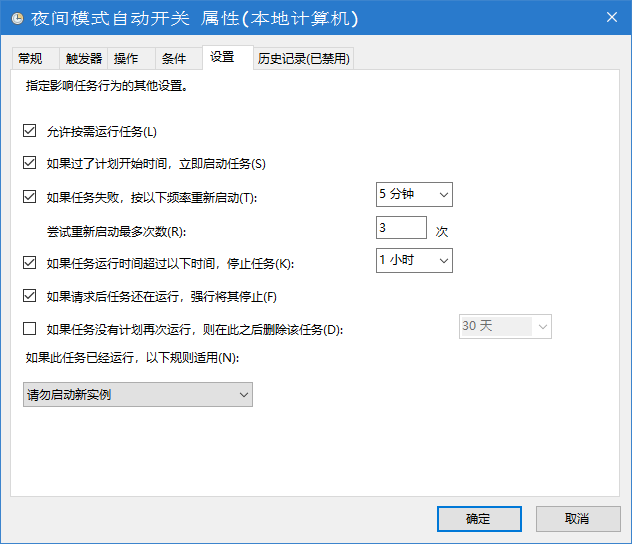 夜间模式自动开关 属性(本地计算机)
常规 触发器 操作 条件 设置 历史记录(已禁用)
指定影响任务行为的其他设置。
允许按需运行任务(L)
如果过了计划开始时间，立即启动任务(S)
如果任务失败，按以下频率重新启动(T): 5 分钟
尝试重新启动最多次数(R): 3 次
如果任务运行时间超过以下时间，停止任务(K): 1 小时
如果请求后任务还在运行，强行将其停止(F)
如果任务没有计划再次运行，则在此之后删除该任务(D): 30 天
如果此任务已经运行，以下规则适用(N):
请勿启动新实例
确定 取消